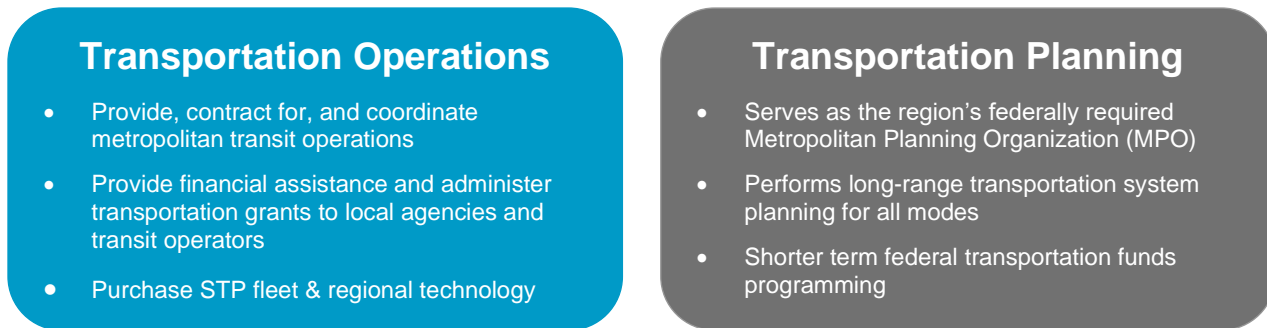 Transportation Operations
• Provide, contract for, and coordinate
metropolitan transit operations
• Provide financial assistance and administer
transportation grants to local agencies and
transit operators
• Purchase STP fleet & regional technology
Transportation Planning
• Serves as the region’s federally required
Metropolitan Planning Organization (MPO)
• Performs long-range transportation system
planning for all modes
• Shorter term federal transportation funds
programming